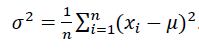 σ² = 1/n ∑ⁿᵢ₌₁(xᵢ − μ)²